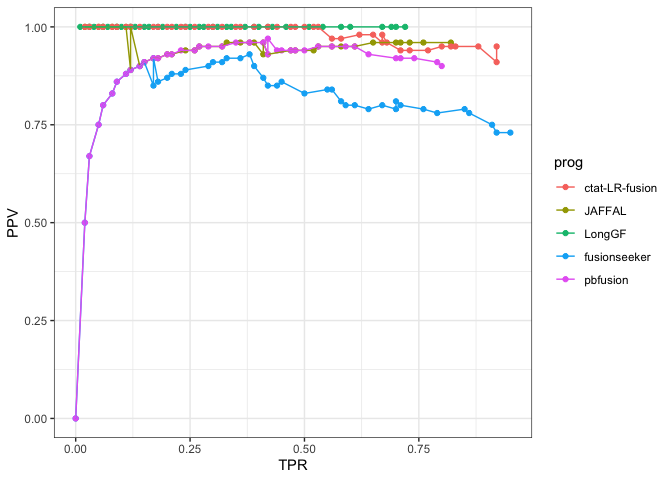 1.00
0.75
0.50
0.25
0.00
PPV
0.00 0.25 0.50 0.75
TPR
prog
ctat-LR-fusion
JAFFAL
LongGF
fusionseeker
pbfusion